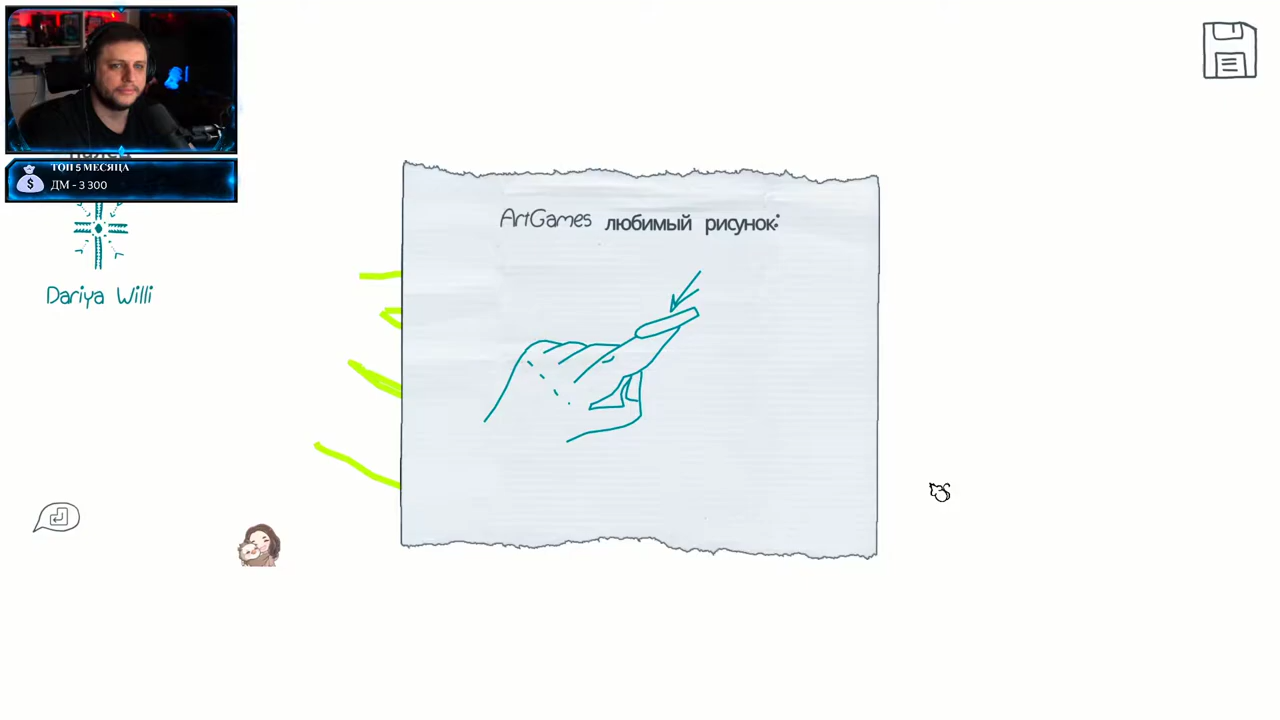 ТОП 5 МЕСЯЦА
$ ДМ - 3 300
ArtGames любимый рисунок:
Dariya Willi